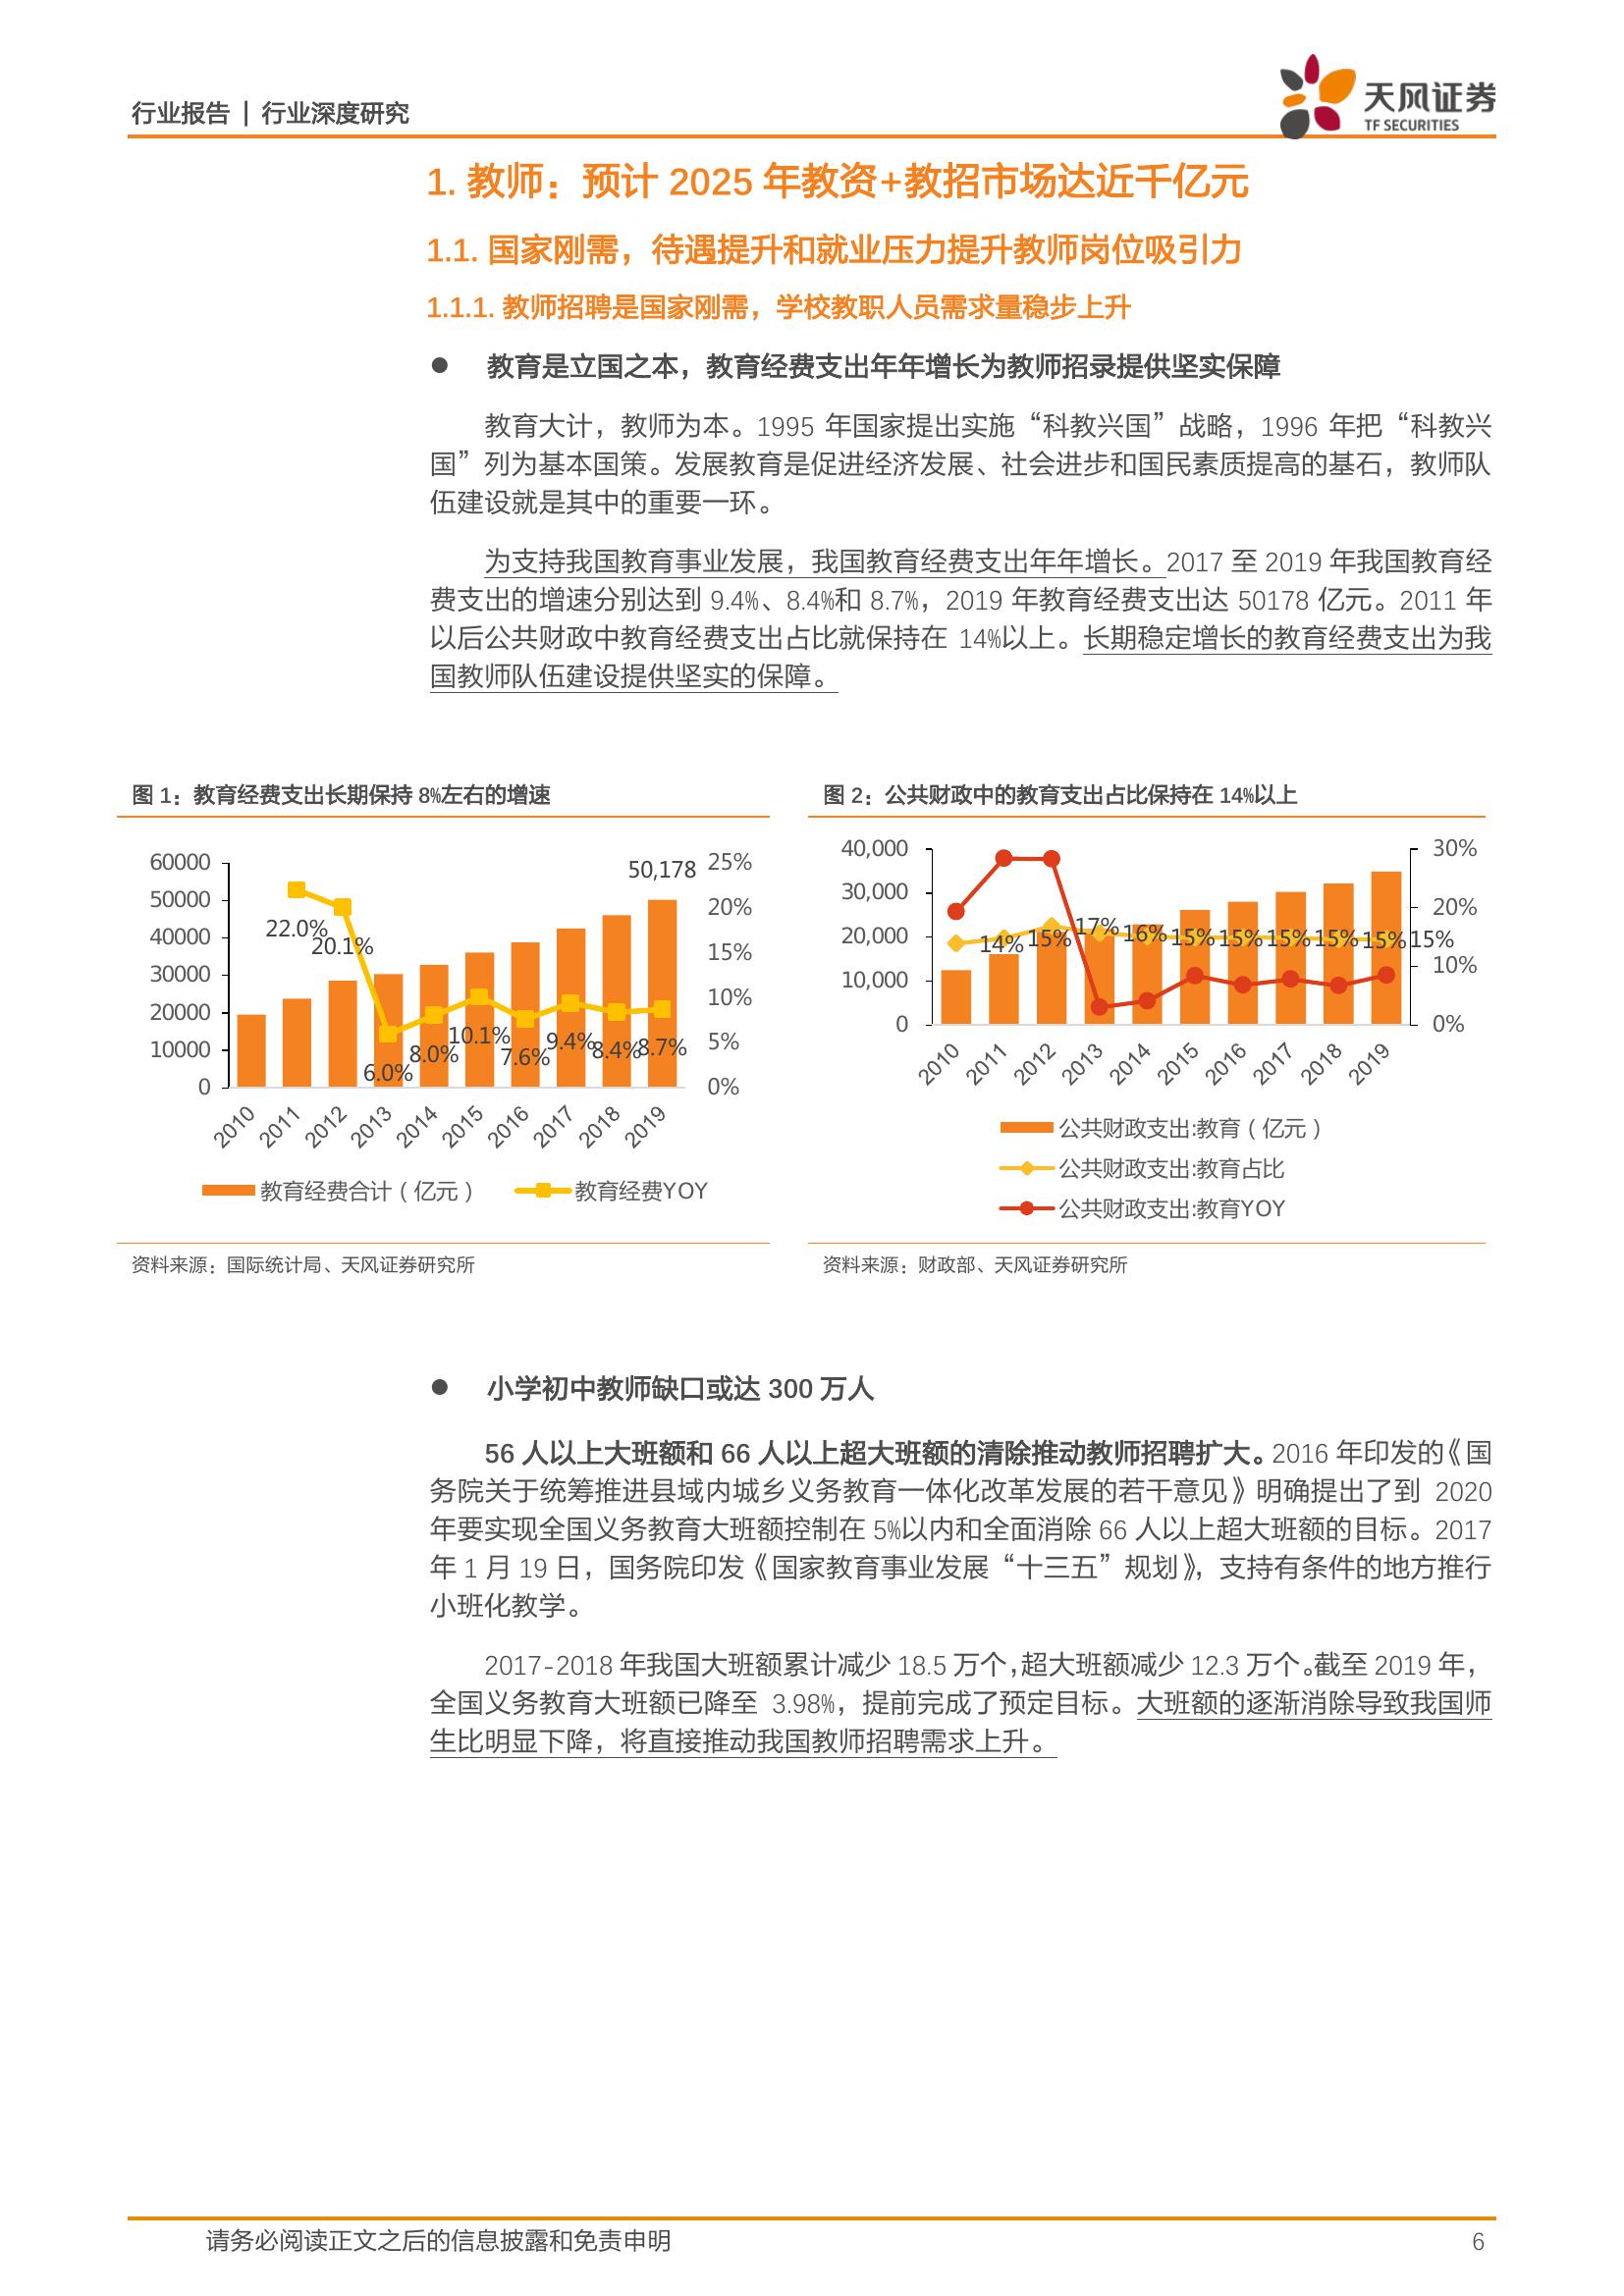 行业报告 | 行业深度研究
天风证券
TF SECURITIES
1. 教师：预计 2025 年教资+教招市场达近千亿元
1.1. 国家刚需，待遇提升和就业压力提升教师岗位吸引力
1.1.1. 教师招聘是国家刚需，学校教职人员需求量稳步上升
● 教育是立国之本，教育经费支出年年增长为教师招录提供坚实保障
教育大计，教师为本。1995 年国家提出实施“科教兴国”战略，1996 年把“科教兴
国”列为基本国策。发展教育是促进经济发展、社会进步和国民素质提高的基石，教师队
伍建设就是其中的重要一环。
为支持我国教育事业发展，我国教育经费支出年年增长。2017 至 2019 年我国教育经
费支出的增速分别达到 9.4%、8.4%和 8.7%，2019 年教育经费支出达 50178 亿元。2011 年
以后公共财政中教育经费支出占比就保持在 14%以上。长期稳定增长的教育经费支出为我
国教师队伍建设提供坚实的保障。
图 1：教育经费支出长期保持 8%左右的增速
60000
50000
40000
30000
20000
10000
0
50,178
22.0%
20.1%
6.0%
8.0%
10.1%
7.6%
9.4%
8.4%
8.7%
25%
20%
15%
10%
5%
0%
2010 2011 2012 2013 2014 2015 2016 2017 2018 2019
教育经费合计（亿元） 教育经费YOY
资料来源：国际统计局、天风证券研究所
图 2：公共财政中的教育支出占比保持在 14%以上
40,000
30,000
20,000
10,000
0
14% 15% 17% 16% 15% 15% 15% 15% 15% 15%
30%
20%
10%
0%
2010 2011 2012 2013 2014 2015 2016 2017 2018 2019
公共财政支出:教育（亿元）
公共财政支出:教育占比
公共财政支出:教育YOY
资料来源：财政部、天风证券研究所
● 小学初中教师缺口或达 300 万人
56 人以上大班额和 66 人以上超大班额的清除推动教师招聘扩大。2016 年印发的《国
务院关于统筹推进县域内城乡义务教育一体化改革发展的若干意见》明确提出了到 2020
年要实现全国义务教育大班额控制在 5%以内和全面消除 66 人以上超大班额的目标。2017
年 1 月 19 日，国务院印发《国家教育事业发展“十三五”规划》，支持有条件的地方推行
小班化教学。
2017-2018 年我国大班额累计减少 18.5 万个，超大班额减少 12.3 万个。截至 2019 年，
全国义务教育大班额已降至 3.98%，提前完成了预定目标。大班额的逐渐消除导致我国师
生比明显下降，将直接推动我国教师招聘需求上升。
请务必阅读正文之后的信息披露和免责申明
6